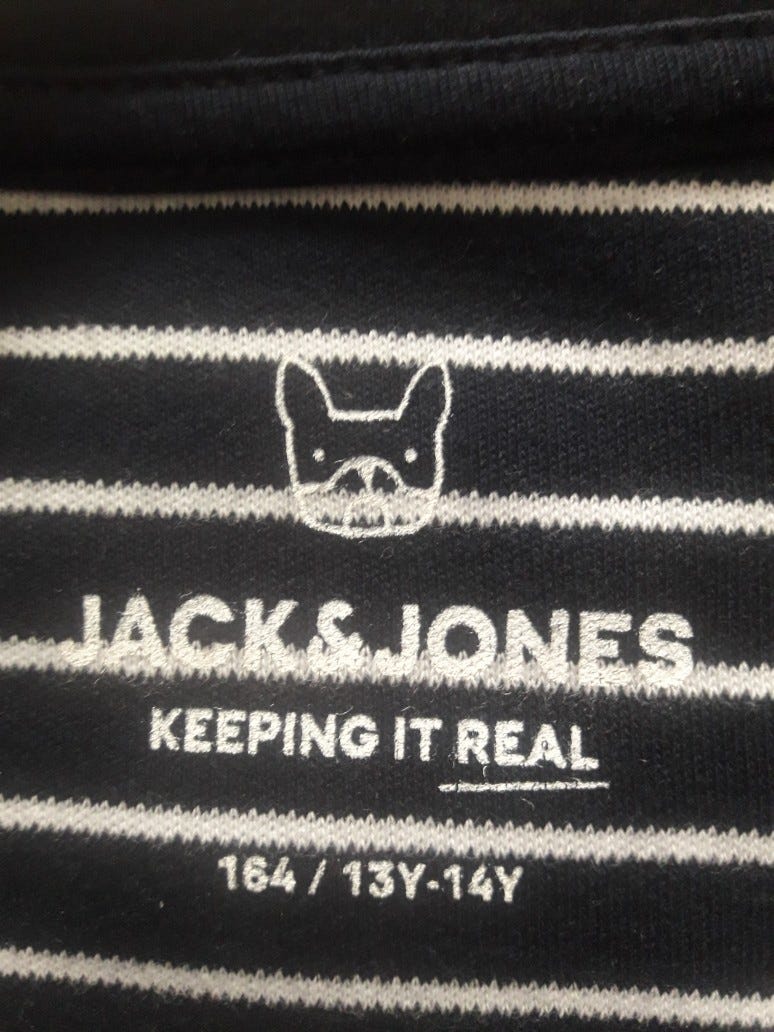 JACK&JONES
KEEPING IT REAL
164 / 13Y-14Y